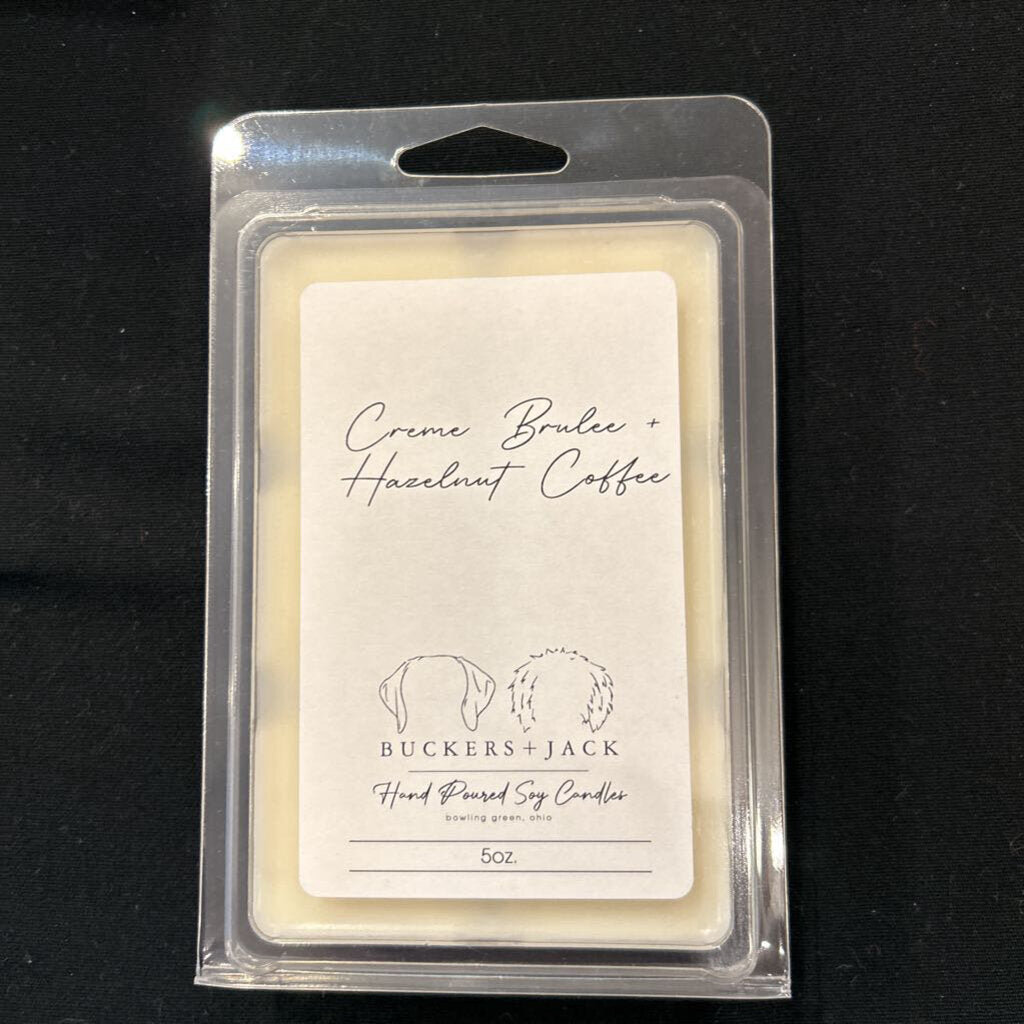 Creme Brulee +
Hazelnut Coffee
BUCKERS+JACK
Hand Poured Soy Candles
bowling green, ohio
5oz.